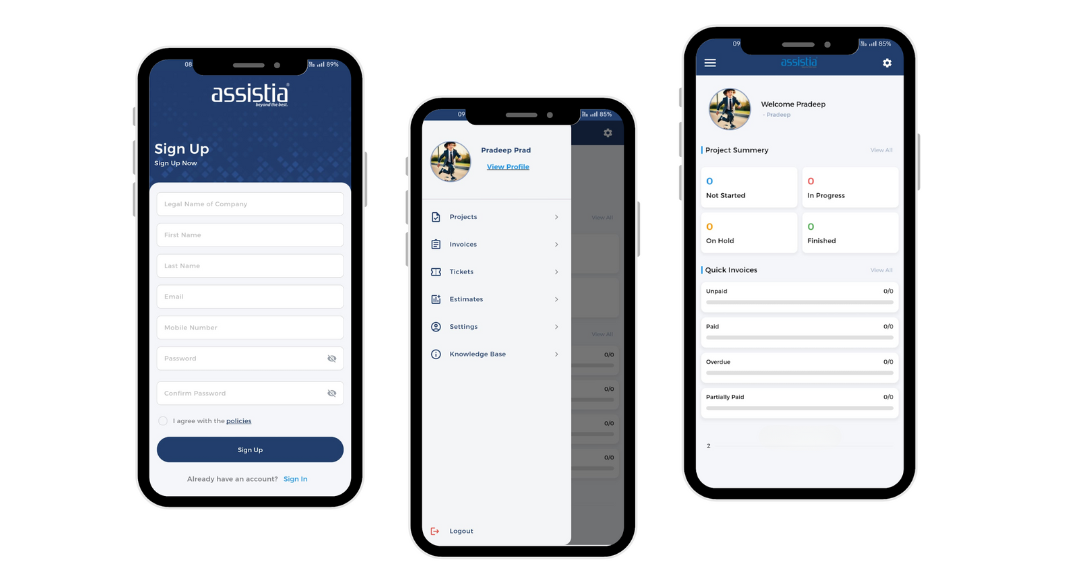 08
89%
assistia
beyond the best.
Sign Up
Sign Up Now
Legal Name of Company
First Name
Last Name
Email
Mobile Number
Password
Confirm Password
I agree with the policies
Sign Up
Already have an account? Sign In
09
85%
Pradeep Prad
View Profile
View All
Projects
Invoices
Tickets
Estimates
Settings
View All
Knowledge Base
0/0
0/0
0/0
0/0
Logout
09
85%
assistia
Welcome Pradeep
- Pradeep
Project Summery View All
0
Not Started
0
In Progress
0
On Hold
0
Finished
Quick Invoices View All
Unpaid 0/0
Paid 0/0
Overdue 0/0
Partially Paid 0/0
2